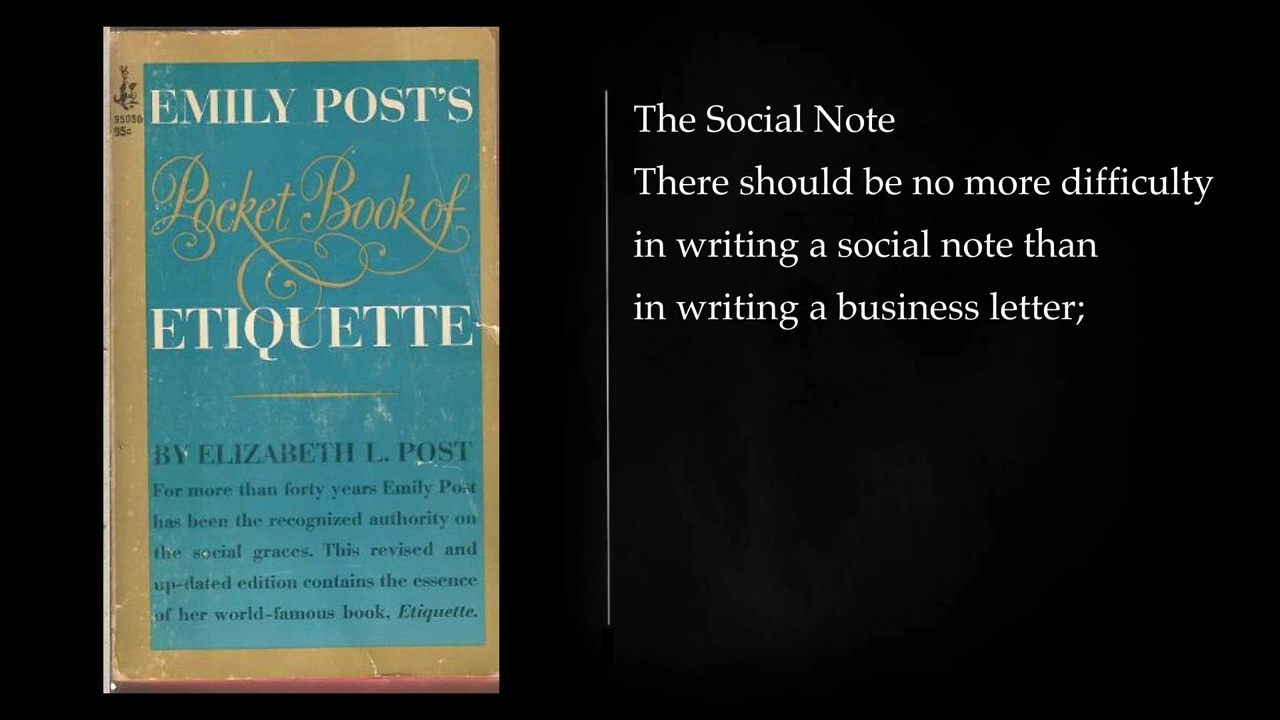 95050
95c
EMILY POST'S
Pocket Book of
ETIQUETTE
BY ELIZABETH L. POST
For more than forty years Emily Post
has been the recognized authority on
the social graces. This revised and
up-dated edition contains the essence
of her world-famous book, Etiquette.
The Social Note
There should be no more difficulty
in writing a social note than
in writing a business letter;